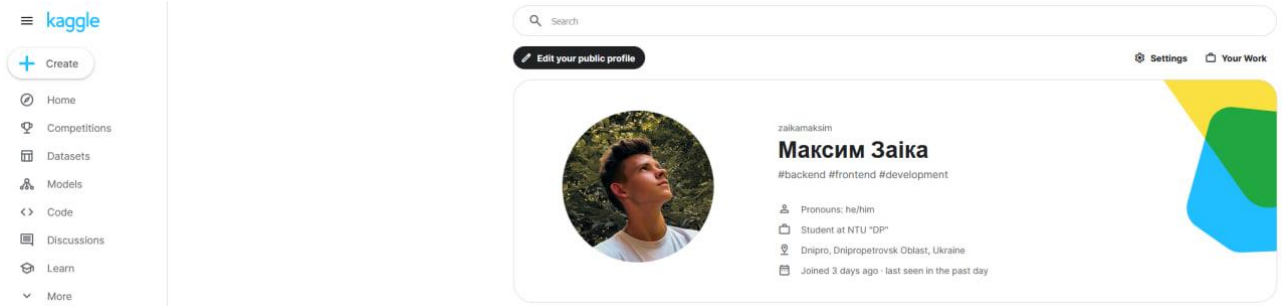 kaggle
Create
Home
Competitions
Datasets
Models
Code
Discussions
Learn
More
Search
Edit your public profile
Settings
Your Work
zaikamaksim
Максим Заіка
#backend #frontend #development
Pronouns: he/him
Student at NTU "DP"
Dnipro, Dnipropetrovsk Oblast, Ukraine
Joined 3 days ago · last seen in the past day